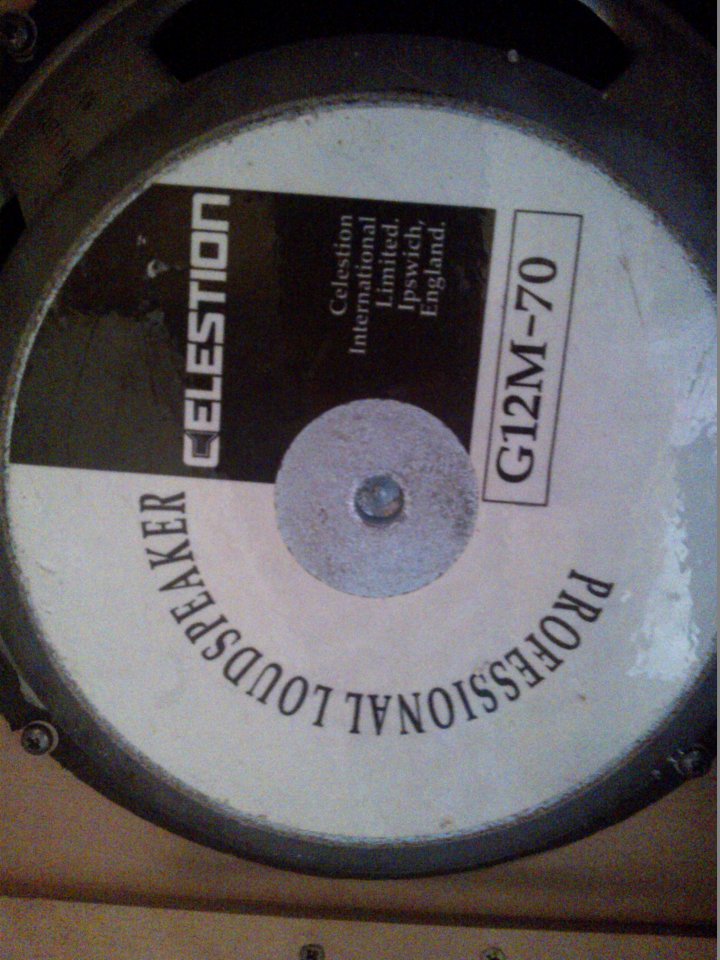 CELESTION
Celestion
International
Limited.
Ipswich,
England.
G12M-70
PROFESSIONAL LOUDSPEAKER